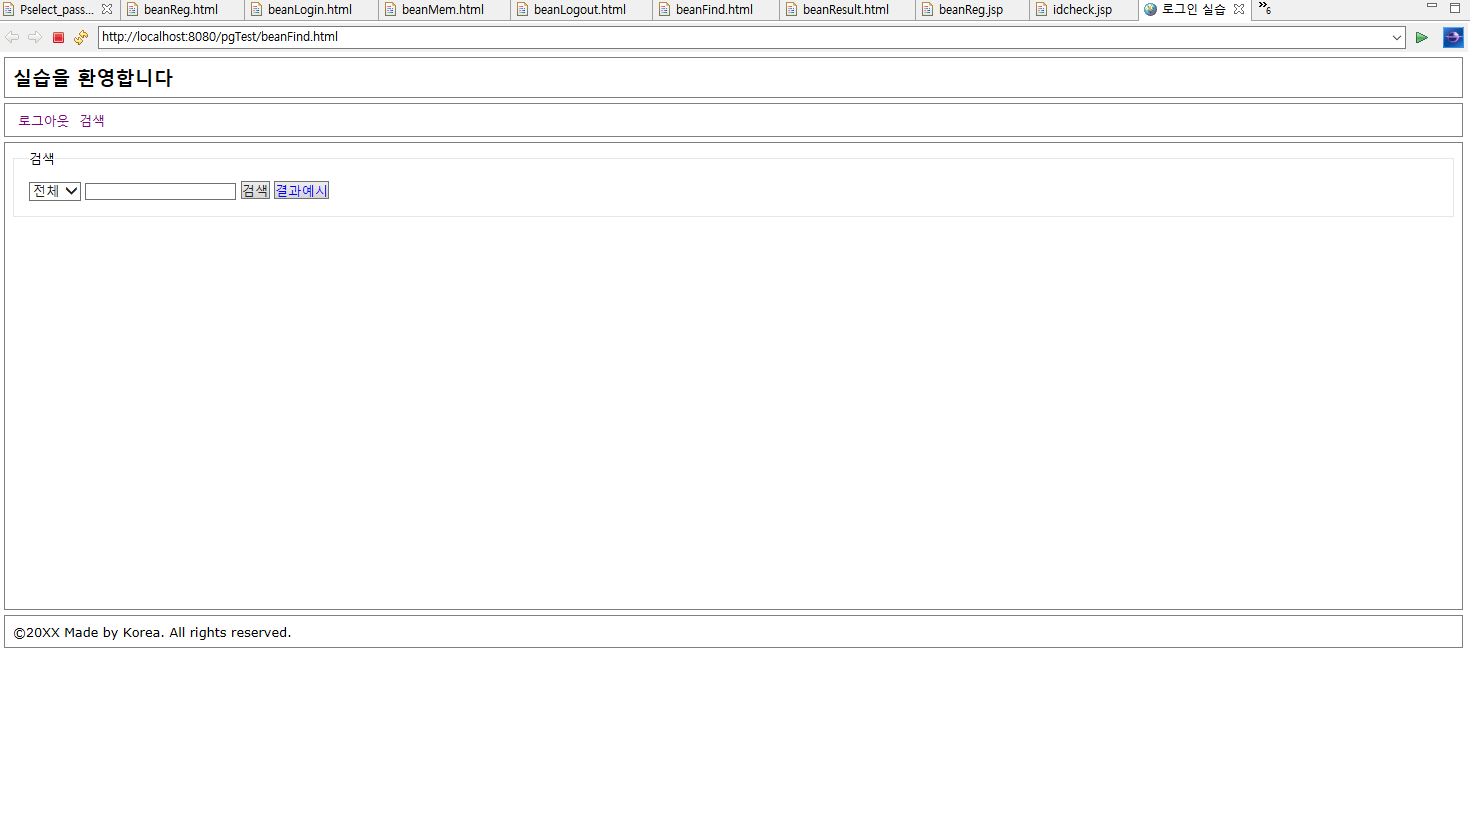 Pselect_pass... beanReg.html beanLogin.html beanMem.html beanLogout.html beanFind.html beanResult.html beanReg.jsp idcheck.jsp 로그인 실습 »6
http://localhost:8080/pgTest/beanFind.html
실습을 환영합니다
로그아웃 검색
검색
전체 검색 결과예시
©20XX Made by Korea. All rights reserved.